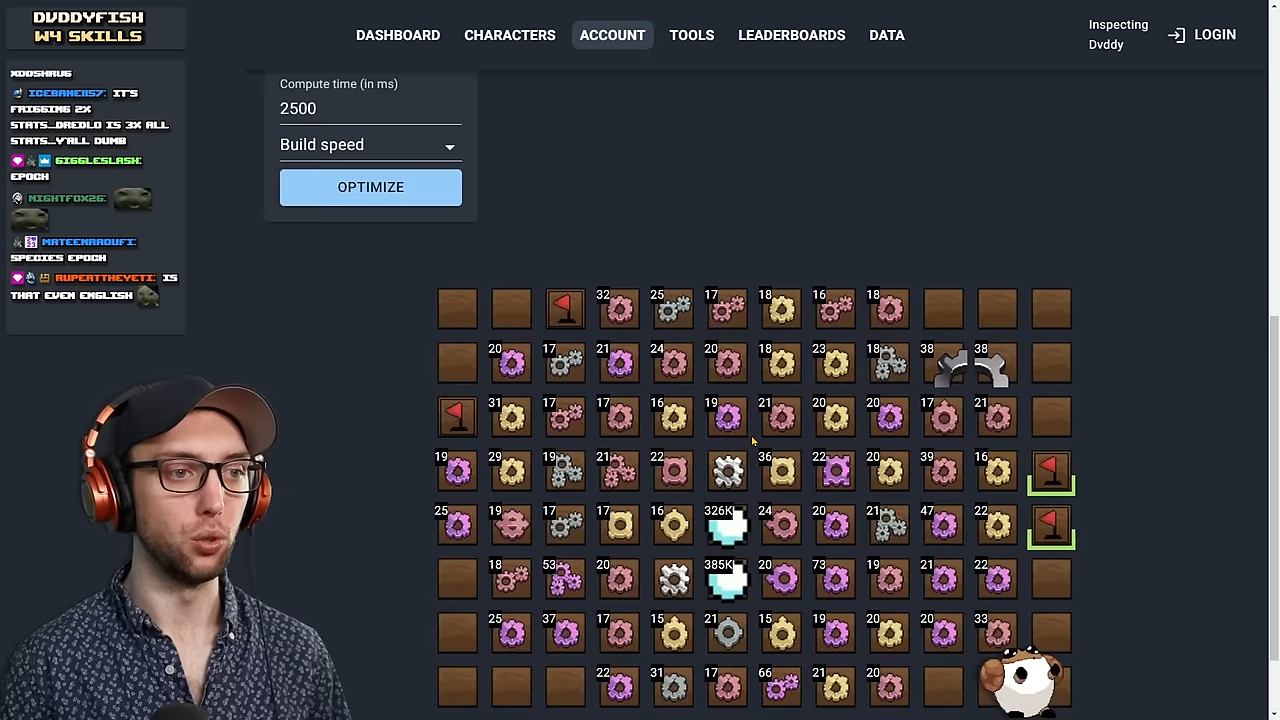 DVDDYFISH
W4 SKILLS
DASHBOARD CHARACTERS ACCOUNT TOOLS LEADERBOARDS DATA
Inspecting
Dvddy
LOGIN
XDDSHRUG
ICEBANE1157: IT'S
FRIGGING 2X
STATS...DREDLO IS 3X ALL
STATS...Y'ALL DUMB
GIGGLESLASH:
EPOCH
NIGHTFOX26:
MATEENRAOUFI:
SPECIES EPOCH
RUPERTTHEYETI: IS
THAT EVEN ENGLISH
Compute time (in ms)
2500
Build speed
OPTIMIZE
32 25 17 18 16 18
20 17 21 24 20 18 23 18 38 38
31 17 17 16 19 21 20 20 17 21
19 29 19 21 22 36 22 20 39 16
25 19 17 17 16 326K 24 20 21 47 22
18 53 20 385K 20 73 19 21 22
25 37 17 15 21 15 19 20 20 33
22 31 17 66 21 20